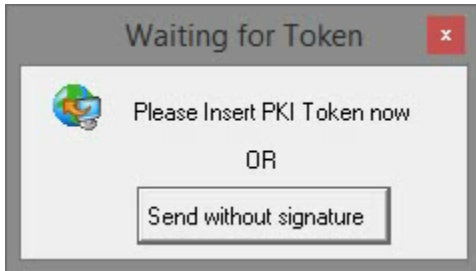 Waiting for Token
x
Please Insert PKI Token now
OR
Send without signature